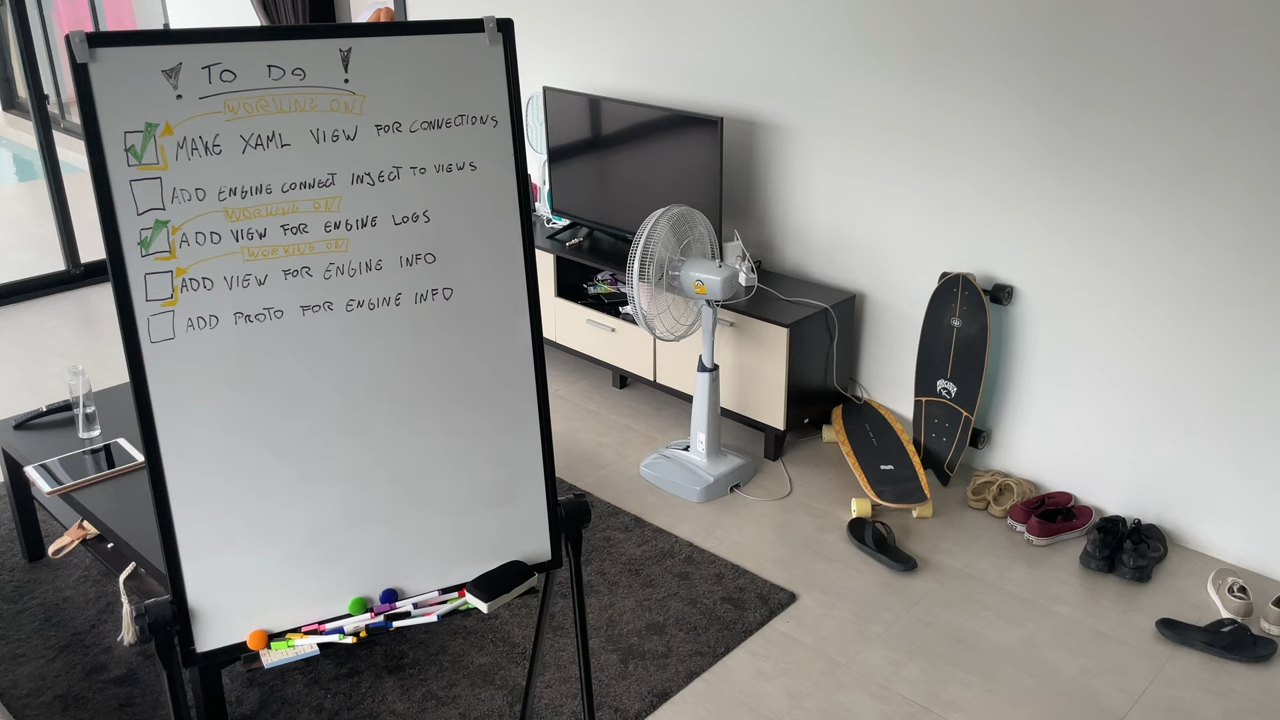 ! To Do !
WORKING ON
MAKE XAML VIEW FOR CONNECTIONS
ADD ENGINE CONNECT INJECT TO VIEWS
WORKING ON
ADD VIEW FOR ENGINE LOGS
WORKING ON
ADD VIEW FOR ENGINE INFO
ADD PROTO FOR ENGINE INFO